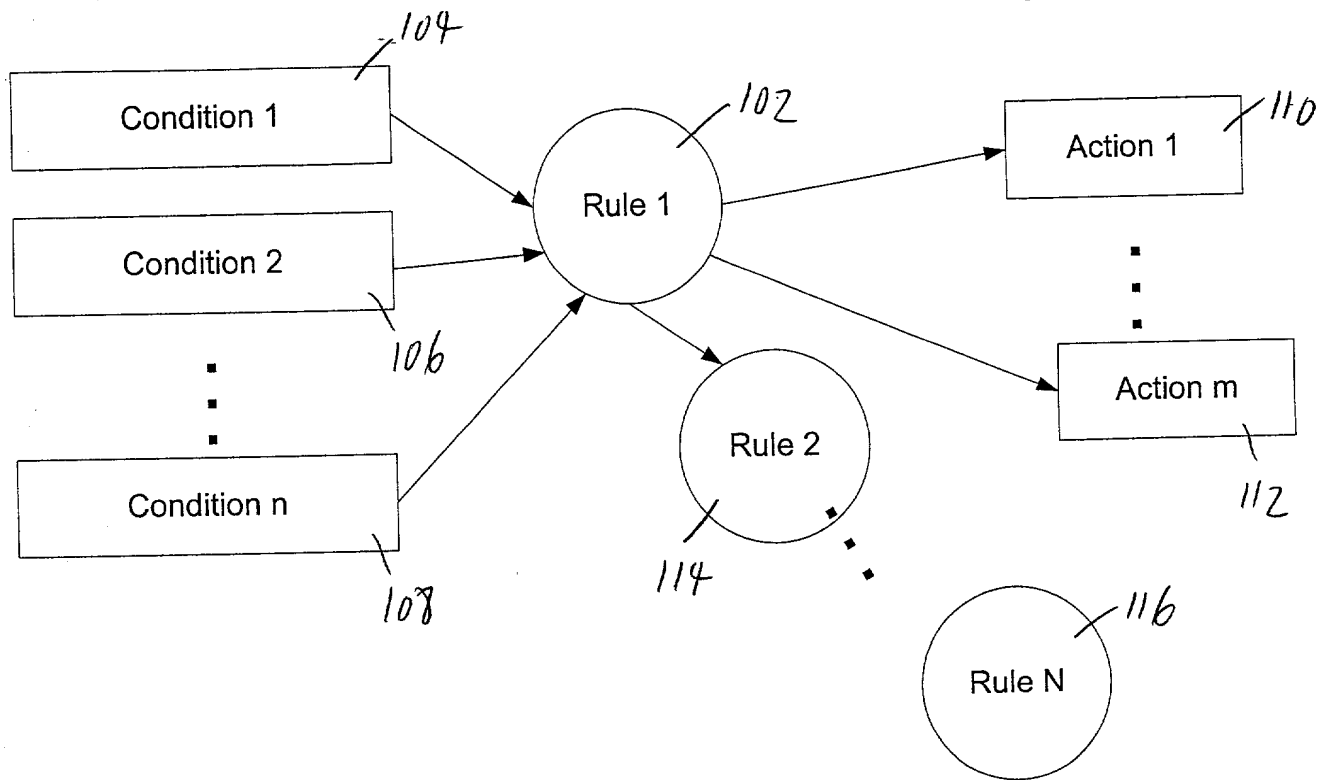 104
Condition 1
102
110
Rule 1
Action 1
Condition 2
106
Action m
Rule 2
112
Condition n
114
108
116
Rule N